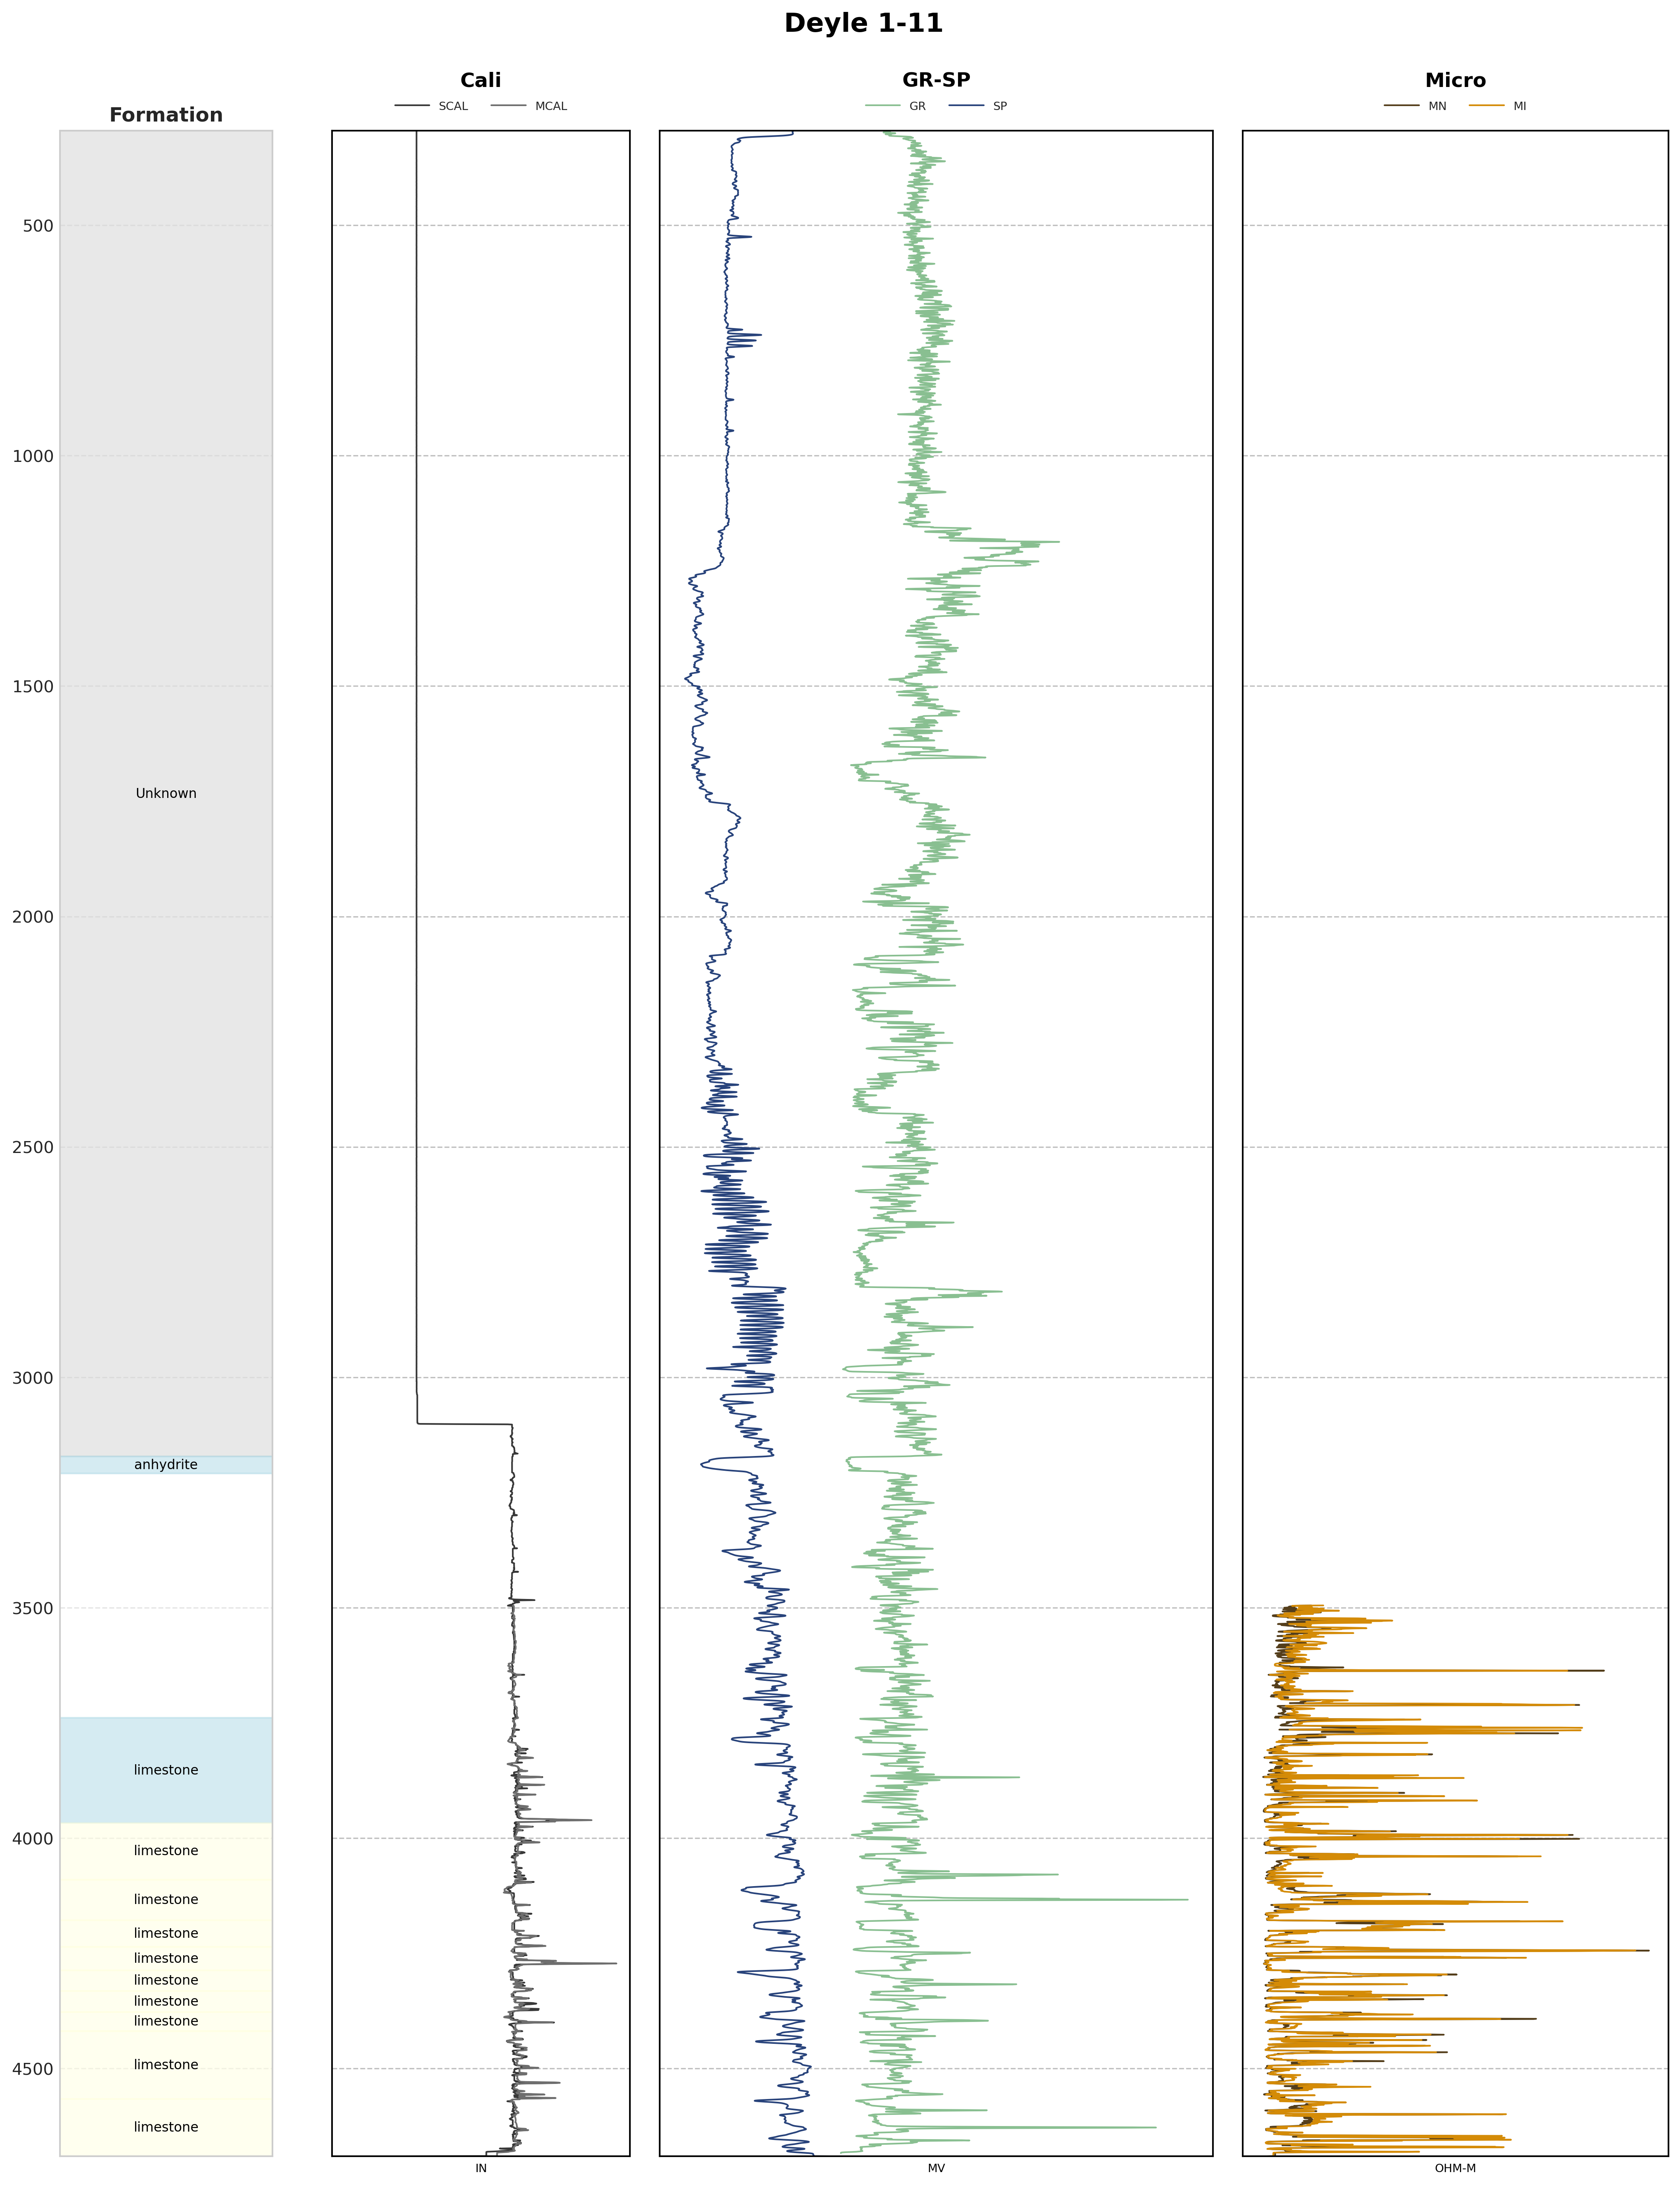 Deyle 1-11
Formation
Cali
SCAL MCAL
GR-SP
GR SP
Micro
MN MI
500
1000
1500
Unknown
2000
2500
3000
anhydrite
3500
limestone
4000
limestone
limestone
limestone
limestone
limestone
limestone
limestone
4500
limestone
limestone
IN
MV
OHM-M